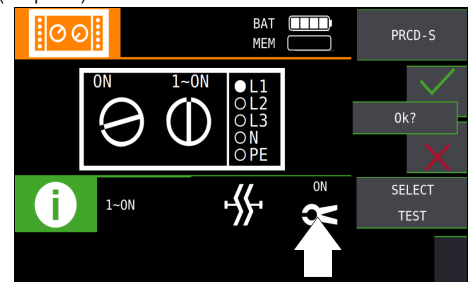 BAT
MEM
PRCD-S
ON 1~ON
L1
L2
L3
N
PE
Ok?
i
1~ON
ON
SELECT
TEST